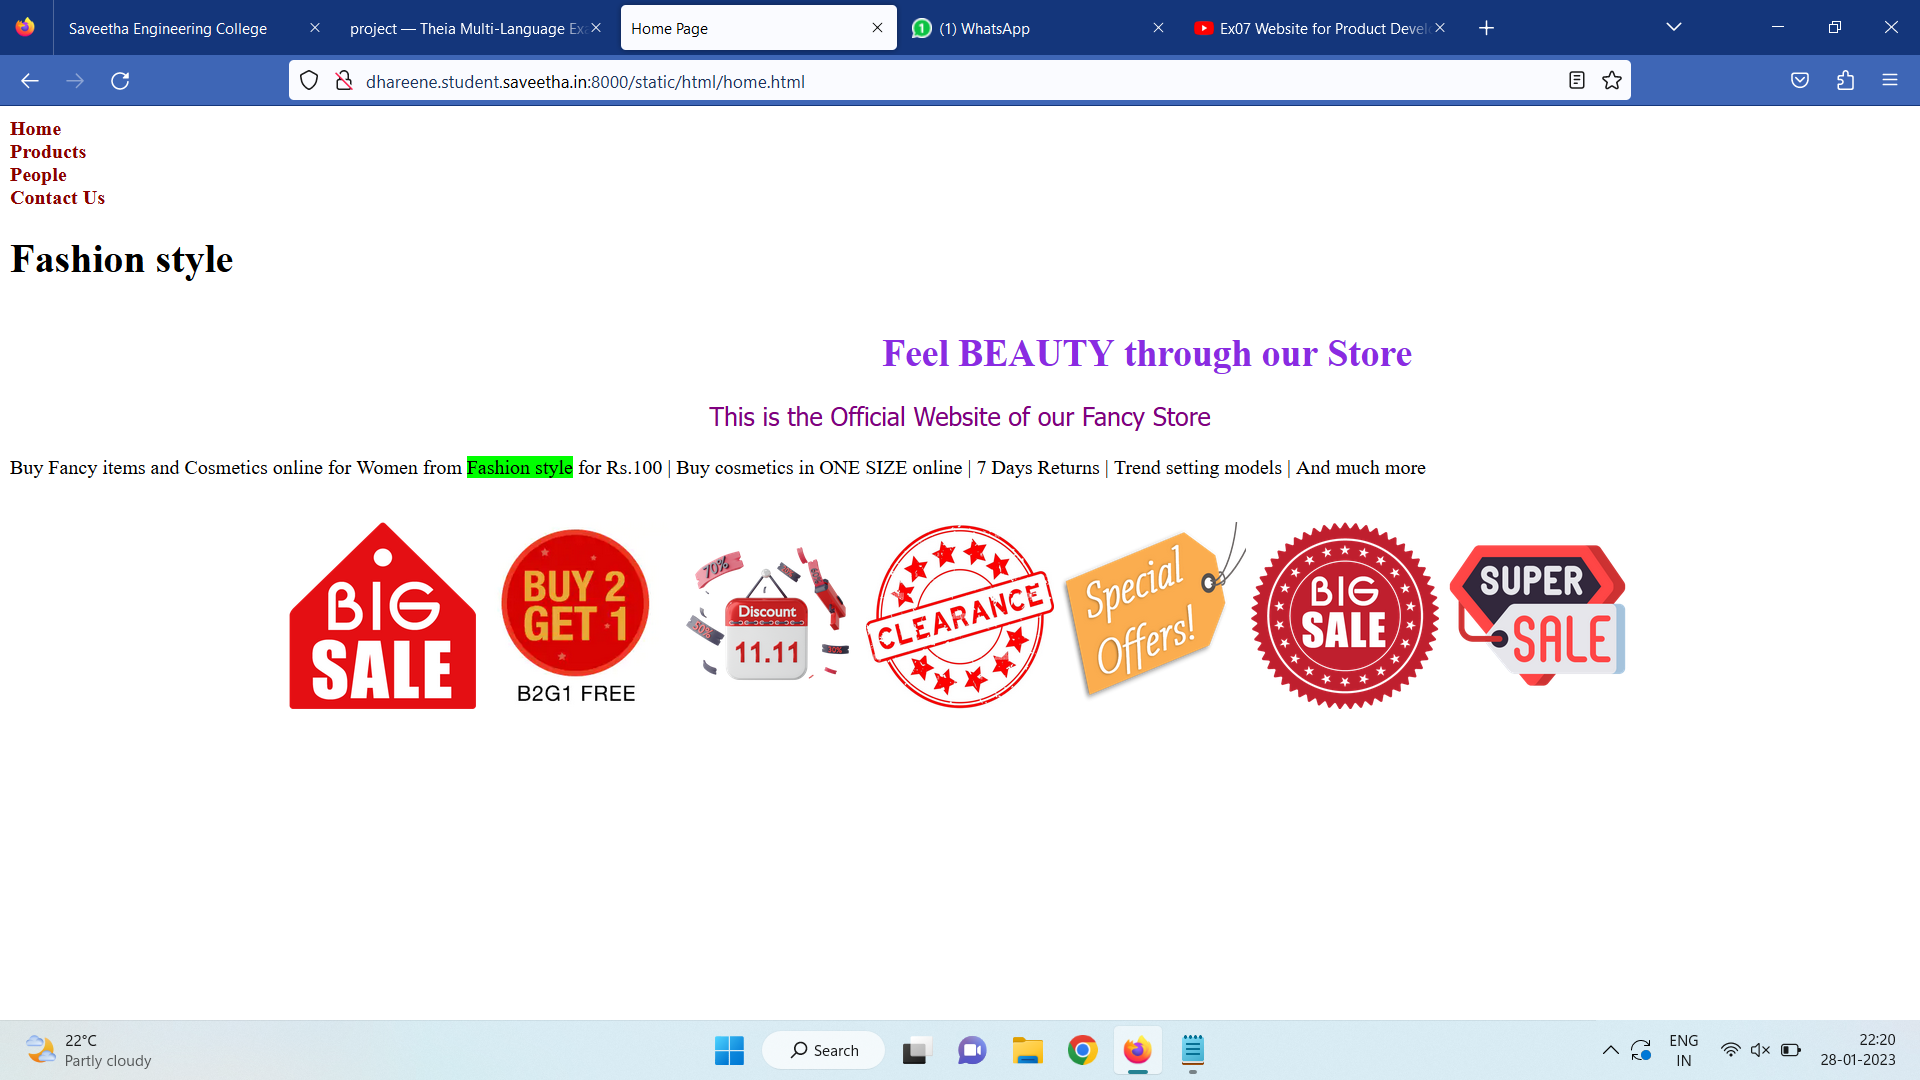 Saveetha Engineering College
project — Theia Multi-Language Ex
Home Page
(1) WhatsApp
Ex07 Website for Product Devel
dhareene.student.saveetha.in:8000/static/html/home.html
Home
Products
People
Contact Us
Fashion style
Feel BEAUTY through our Store
This is the Official Website of our Fancy Store
Buy Fancy items and Cosmetics online for Women from Fashion style for Rs.100 | Buy cosmetics in ONE SIZE online | 7 Days Returns | Trend setting models | And much more
BIG
SALE
BUY 2
GET 1
B2G1 FREE
70%
50%
Discount
11.11
CLEARANCE
Special
Offers!
BIG
SALE
SUPER
SALE
22°C
Partly cloudy
Search
ENG
IN
22:20
28-01-2023